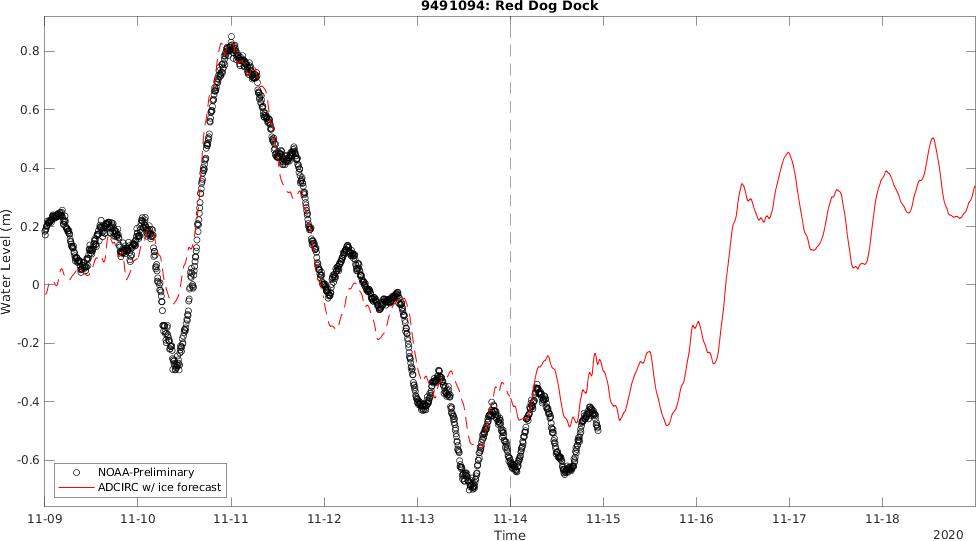 9491094: Red Dog Dock
Water Level (m)
0.8
0.6
0.4
0.2
0
-0.2
-0.4
-0.6
NOAA-Preliminary
ADCIRC w/ ice forecast
11-09 11-10 11-11 11-12 11-13 11-14 11-15 11-16 11-17 11-18
Time
2020